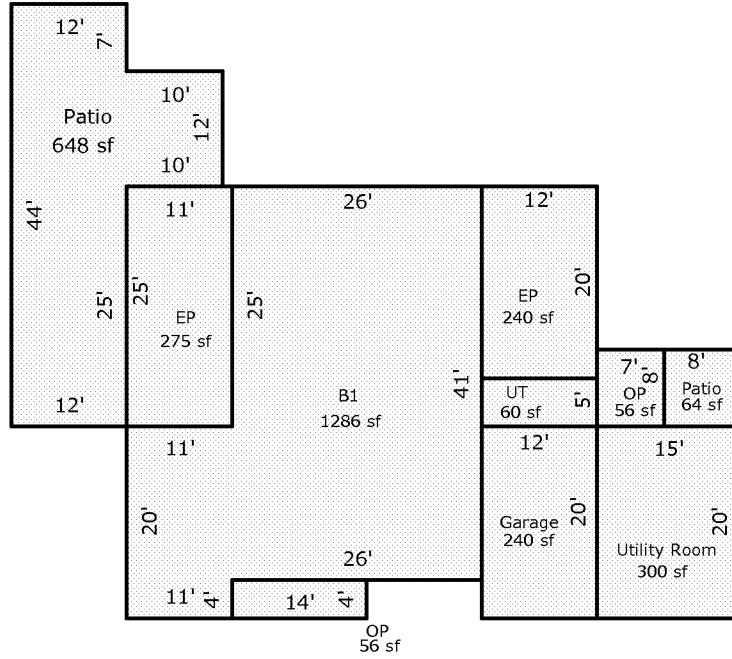 12'
7'
10'
Patio
648 sf
12'
10'
11'
26'
12'
44'
25'
25'
25'
20'
EP
275 sf
EP
240 sf
7'
8'
8'
OP
56 sf
Patio
64 sf
41'
UT
60 sf
5'
B1
1286 sf
12'
11'
12'
15'
20'
Garage
240 sf
20'
20'
Utility Room
300 sf
26'
11'
4'
14'
4'
OP
56 sf